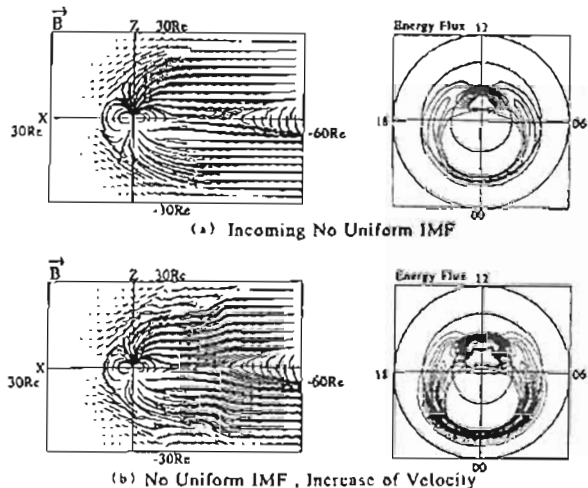 B
Z 30Re
X
30Re
-60Re
-30Re
Energy Flux 12
18
06
00
(a) Incoming No Uniform IMF
B
Z 30Re
X
30Re
-60Re
-30Re
Energy Flux 12
18
06
00
(b) No Uniform IMF , Increase of Velocity